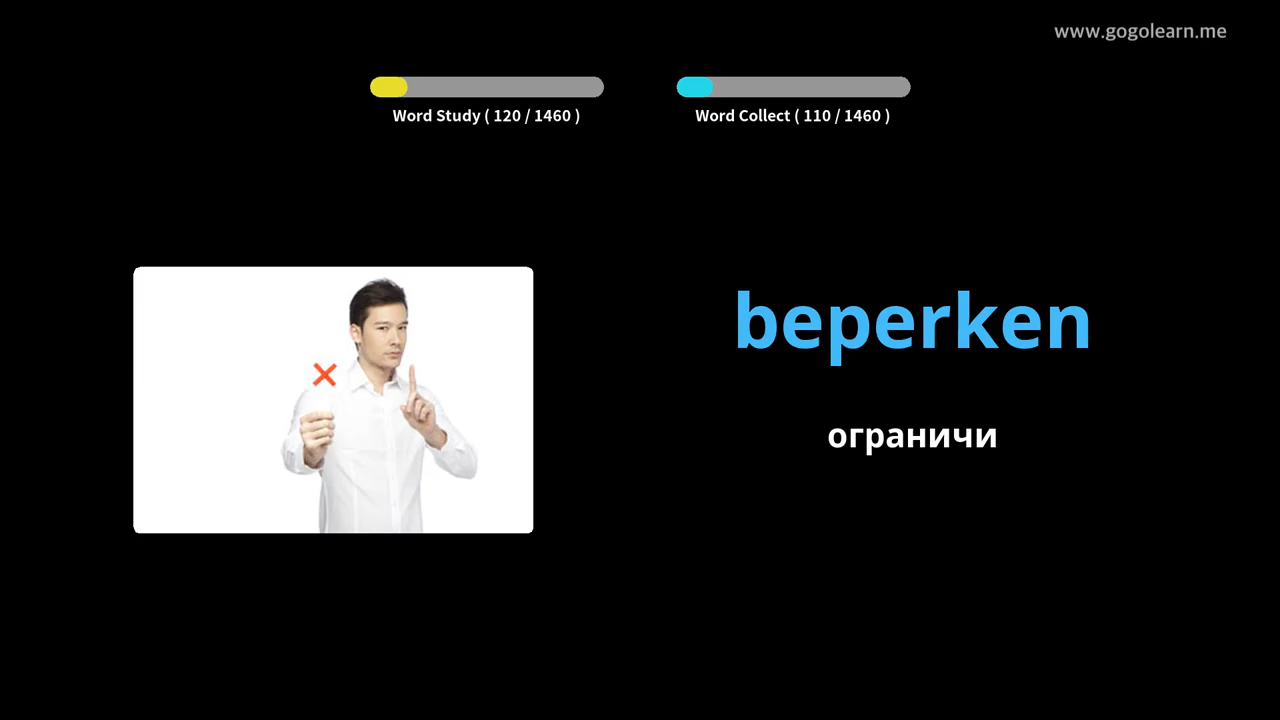 www.gogolearn.me
Word Study ( 120 / 1460 )
Word Collect ( 110 / 1460 )
beperken
ограничи